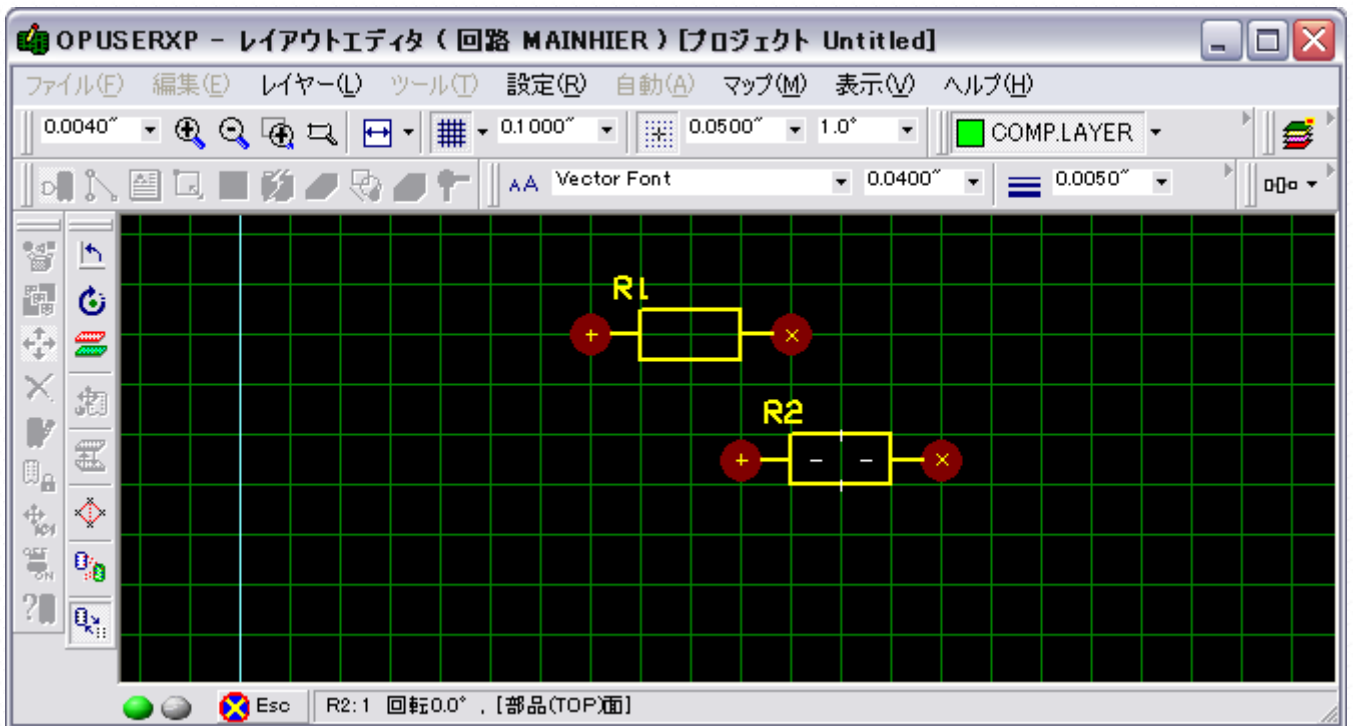 OPUSERXP - レイアウトエディタ ( 回路 MAINHIER ) [プロジェクト Untitled]
ファイル(F) 編集(E) レイヤー(L) ツール(T) 設定(R) 自動(A) マップ(M) 表示(V) ヘルプ(H)
0.0040" 0.1000" 0.0500" 1.0° COMP.LAYER
AA Vector Font 0.0400" 0.0050"
R1
R2
Esc R2:1 回転0.0° , [部品(TOP)面]